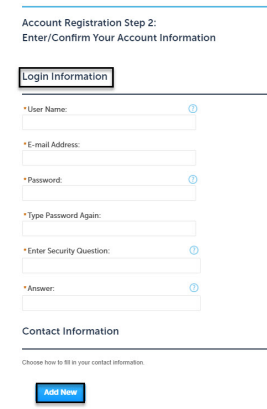 Account Registration Step 2:
Enter/Confirm Your Account Information
Login Information
*User Name:
*E-mail Address:
*Password:
*Type Password Again:
*Enter Security Question:
*Answer:
Contact Information
Choose how to fill in your contact information.
Add New